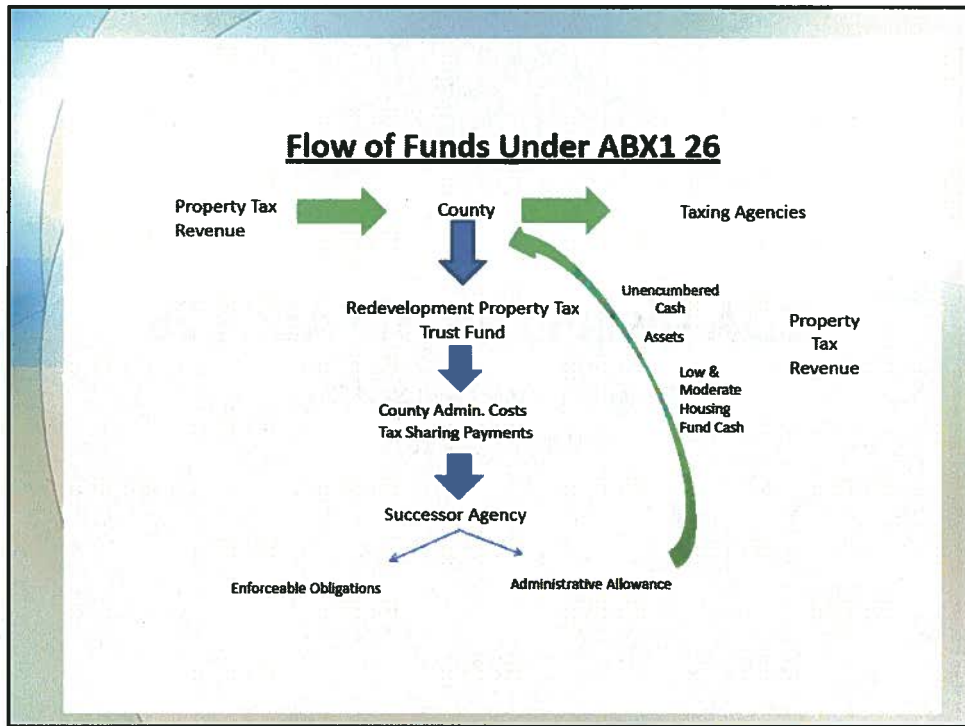 Flow of Funds Under ABX1 26
Property Tax
Revenue
County
Taxing Agencies
Redevelopment Property Tax
Trust Fund
Unencumbered
Cash
Assets
Property
Tax
Revenue
Low &
Moderate
Housing
Fund Cash
County Admin. Costs
Tax Sharing Payments
Successor Agency
Enforceable Obligations
Administrative Allowance